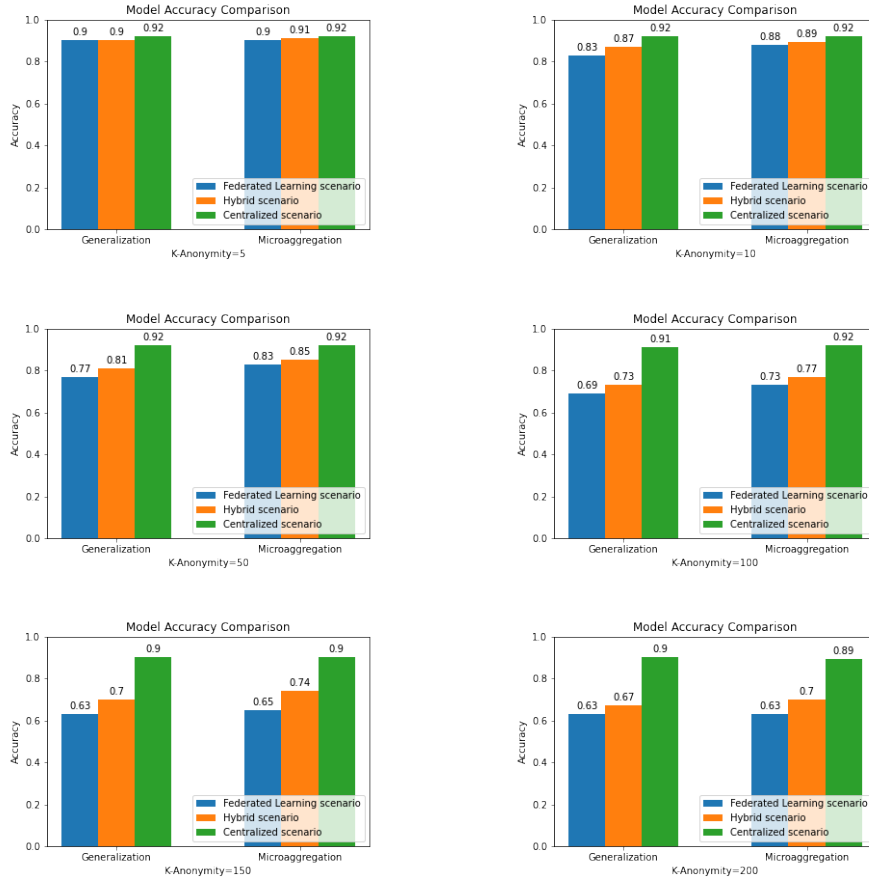 Model Accuracy Comparison
1.0
0.8
0.6
0.4
0.2
0.0
Accuracy
0.9
0.9
0.92
0.9
0.91
0.92
Federated Learning scenario
Hybrid scenario
Centralized scenario
Generalization
Microaggregation
K-Anonymity=5
Model Accuracy Comparison
1.0
0.8
0.6
0.4
0.2
0.0
Accuracy
0.83
0.87
0.92
0.88
0.89
0.92
Federated Learning scenario
Hybrid scenario
Centralized scenario
Generalization
Microaggregation
K-Anonymity=10
Model Accuracy Comparison
1.0
0.8
0.6
0.4
0.2
0.0
Accuracy
0.77
0.81
0.92
0.83
0.85
0.92
Federated Learning scenario
Hybrid scenario
Centralized scenario
Generalization
Microaggregation
K-Anonymity=50
Model Accuracy Comparison
1.0
0.8
0.6
0.4
0.2
0.0
Accuracy
0.69
0.73
0.91
0.73
0.77
0.92
Federated Learning scenario
Hybrid scenario
Centralized scenario
Generalization
Microaggregation
K-Anonymity=100
Model Accuracy Comparison
1.0
0.8
0.6
0.4
0.2
0.0
Accuracy
0.63
0.7
0.9
0.65
0.74
0.9
Federated Learning scenario
Hybrid scenario
Centralized scenario
Generalization
Microaggregation
K-Anonymity=150
Model Accuracy Comparison
1.0
0.8
0.6
0.4
0.2
0.0
Accuracy
0.63
0.67
0.9
0.63
0.7
0.89
Federated Learning scenario
Hybrid scenario
Centralized scenario
Generalization
Microaggregation
K-Anonymity=200